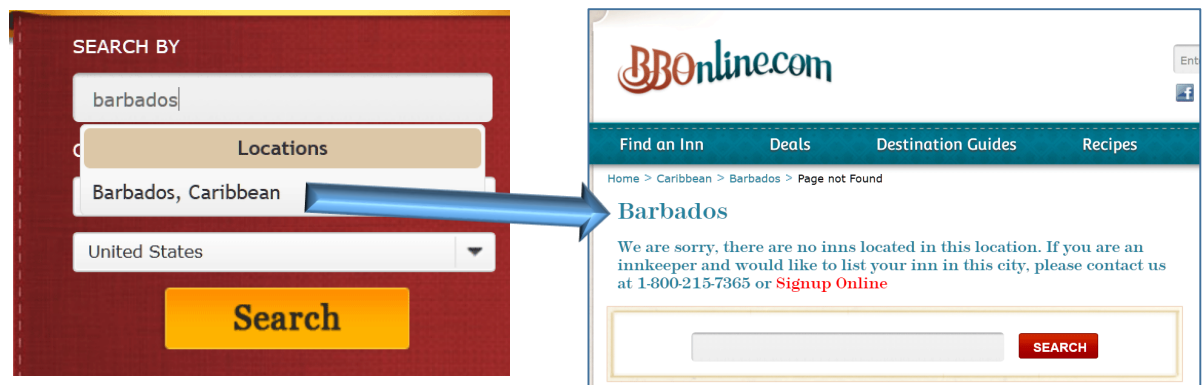 SEARCH BY
barbados
Locations
Barbados, Caribbean
United States
Search
BBOnline.com
Find an Inn Deals Destination Guides Recipes
Home > Caribbean > Barbados > Page not Found
Barbados
We are sorry, there are no inns located in this location. If you are an
innkeeper and would like to list your inn in this city, please contact us
at 1-800-215-7365 or Signup Online
SEARCH